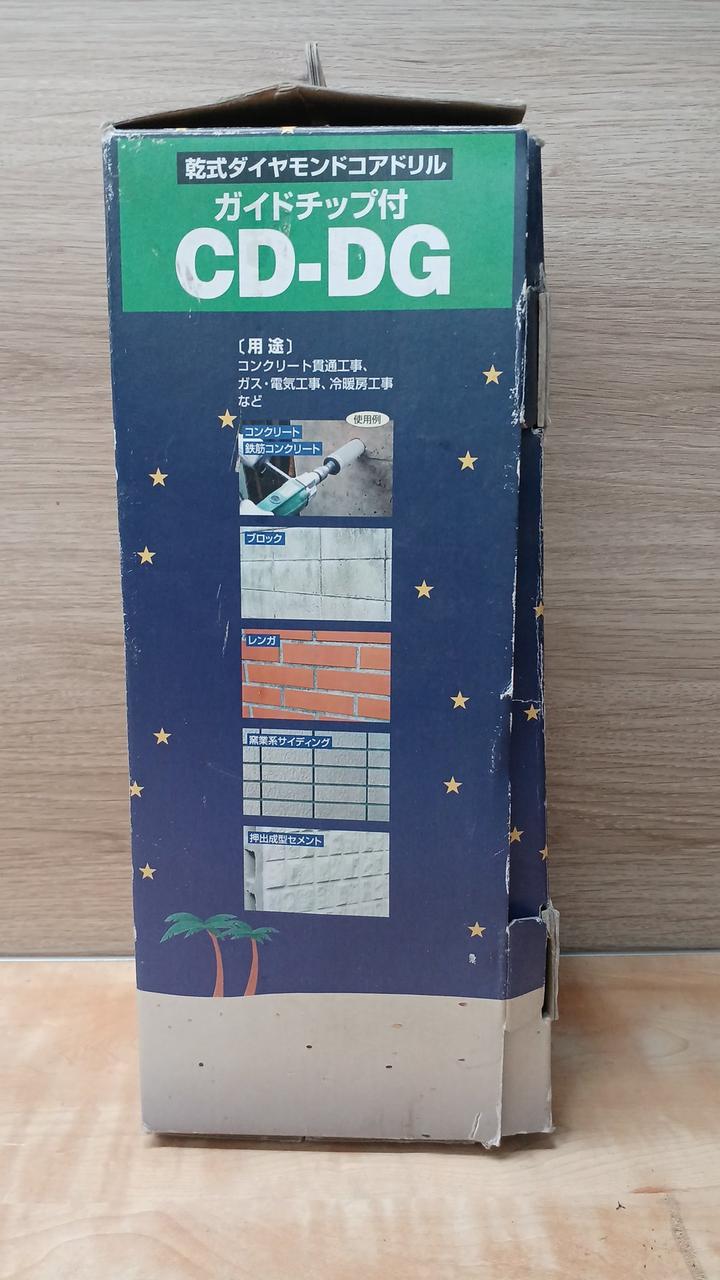 乾式ダイヤモンドコアドリル
ガイドチップ付
CD-DG
〔用 途〕
コンクリート貫通工事、
ガス・電気工事、冷暖房工事
など
使用例
コンクリート
鉄筋コンクリート
ブロック
レンガ
窯業系サイディング
押出成型セメント